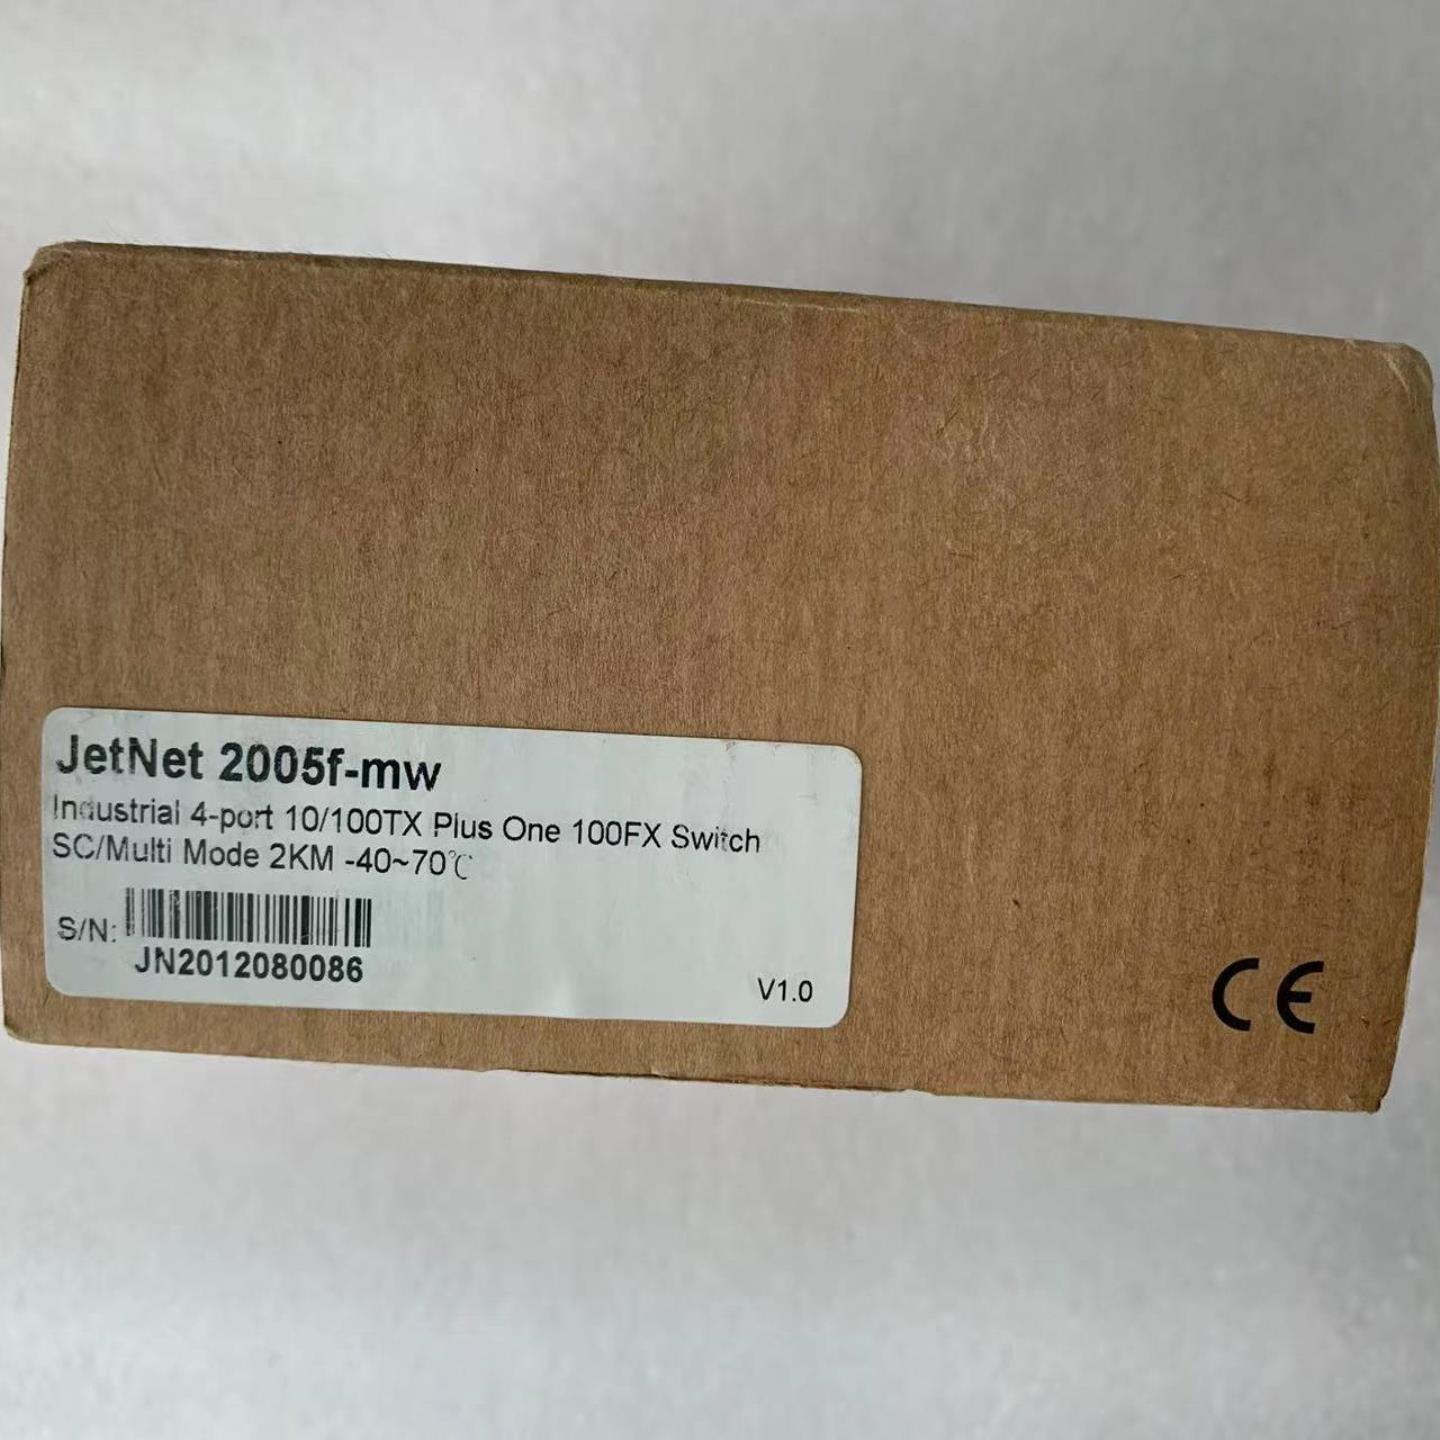 JetNet 2005f-mw
Industrial 4-port 10/100TX Plus One 100FX Switch
SC/Multi Mode 2KM -40~70℃
S/N:
JN2012080086
V1.0
CE